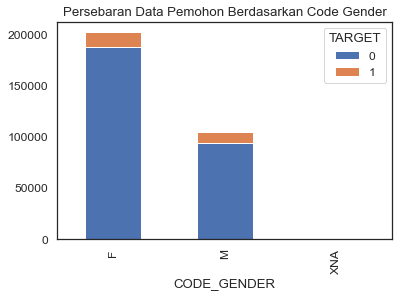 Persebaran Data Pemohon Berdasarkan Code Gender
TARGET
0
1
200000
150000
100000
50000
0
F
M
XNA
CODE_GENDER